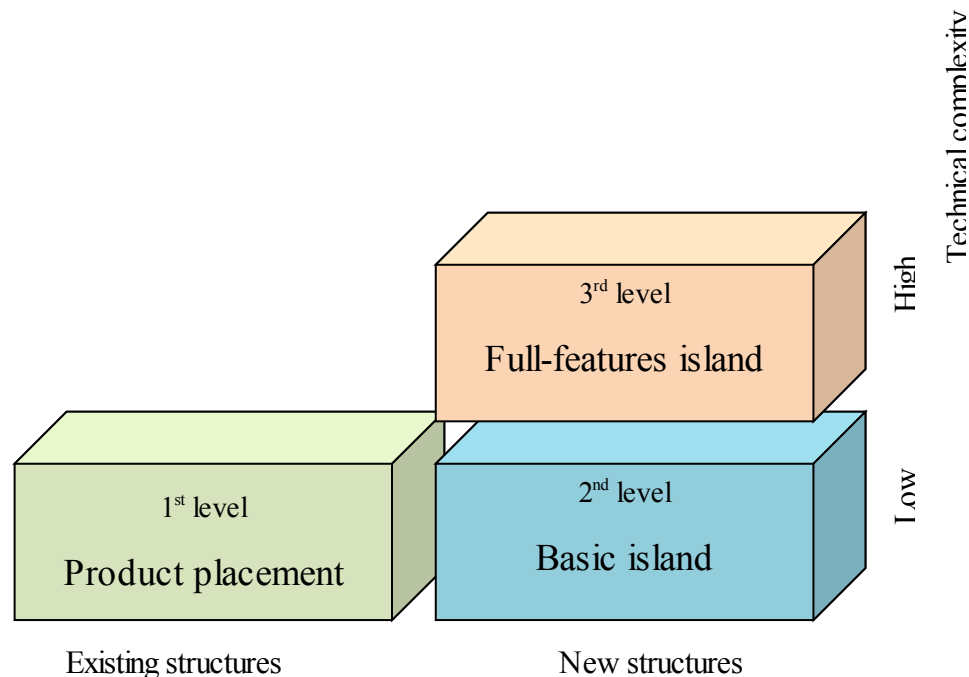 Technical complexity
High
3rd level
Full-features island
Low
1st level
Product placement
2nd level
Basic island
Existing structures
New structures